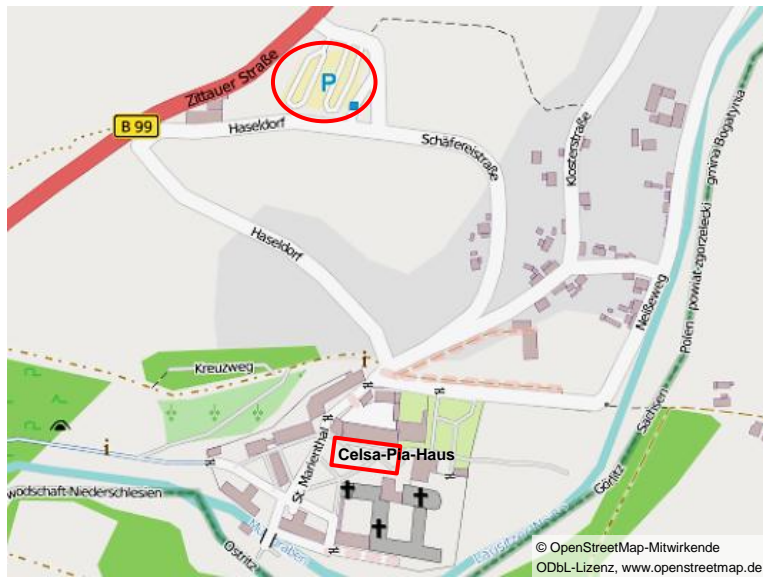 Zittauer Straße
P
B 99
Haseldorf
Schäfereistraße
Klosterstraße
gmina Bogatynia
Polen powiat zgorzelecki
Haseldorf
Neißeweg
Kreuzweg
i
i
St. Marienthal
Celsa-Pia-Haus
Sachsen
Görlitz
wodschaft Niederschlesien
Ostritz
© OpenStreetMap-Mitwirkende
ODbL-Lizenz, www.openstreetmap.de